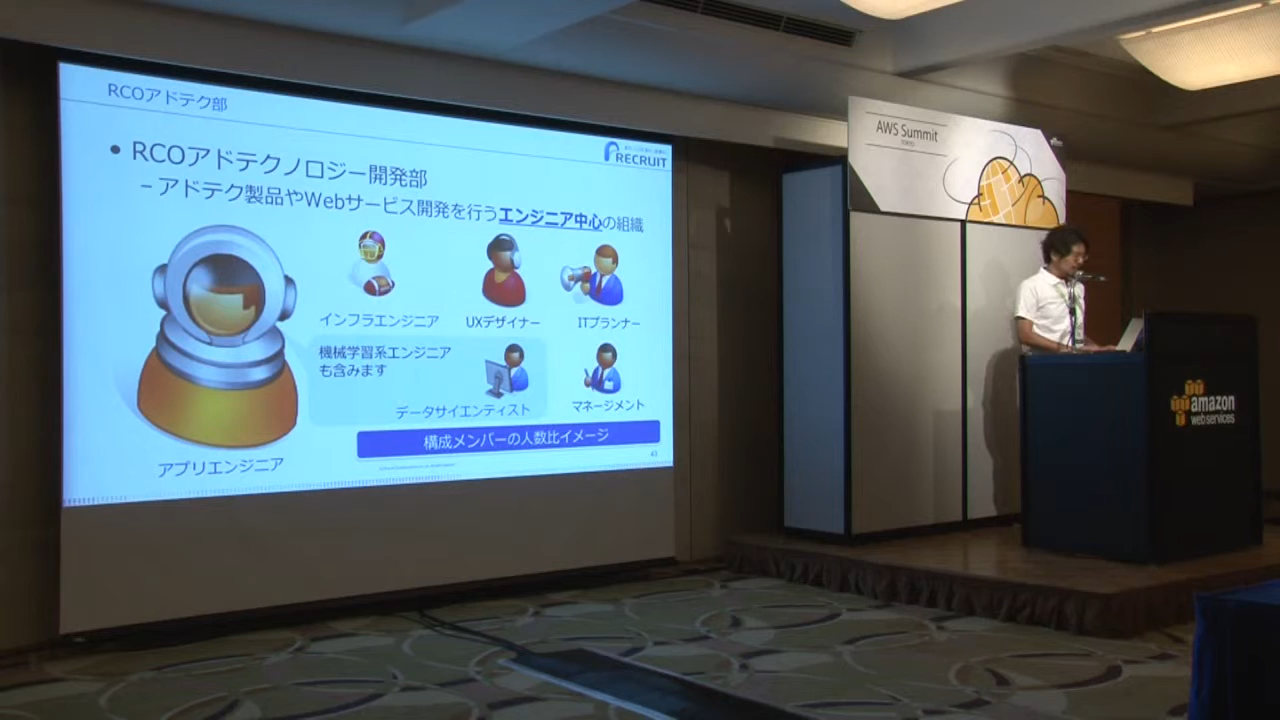 RCOアドテク部
RECRUIT
• RCOアドテクノロジー開発部
– アドテク製品やWebサービス開発を行うエンジニア中心の組織
インフラエンジニア
UXデザイナー
ITプランナー
機械学習系エンジニア
も含みます
データサイエンティスト
マネージメント
構成メンバーの人数比イメージ
アプリエンジニア
43
AWS Summit
TOKYO
amazon
web services